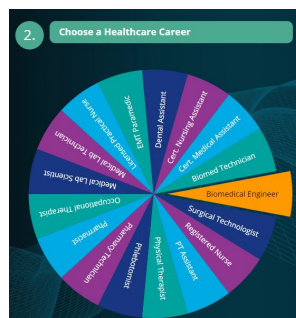 2.
Choose a Healthcare Career
Dental Assistant
Cert. Nursing Assistant
Cert. Medical Assistant
Biomed Technician
Biomedical Engineer
Surgical Technologist
Registered Nurse
PT Assistant
Physical Therapist
Phlebotomist
Pharmacy Technician
Pharmacist
Occupational Therapist
Medical Lab Scientist
Medical Lab Technician
Licensed Practical Nurse
EMT Paramedic